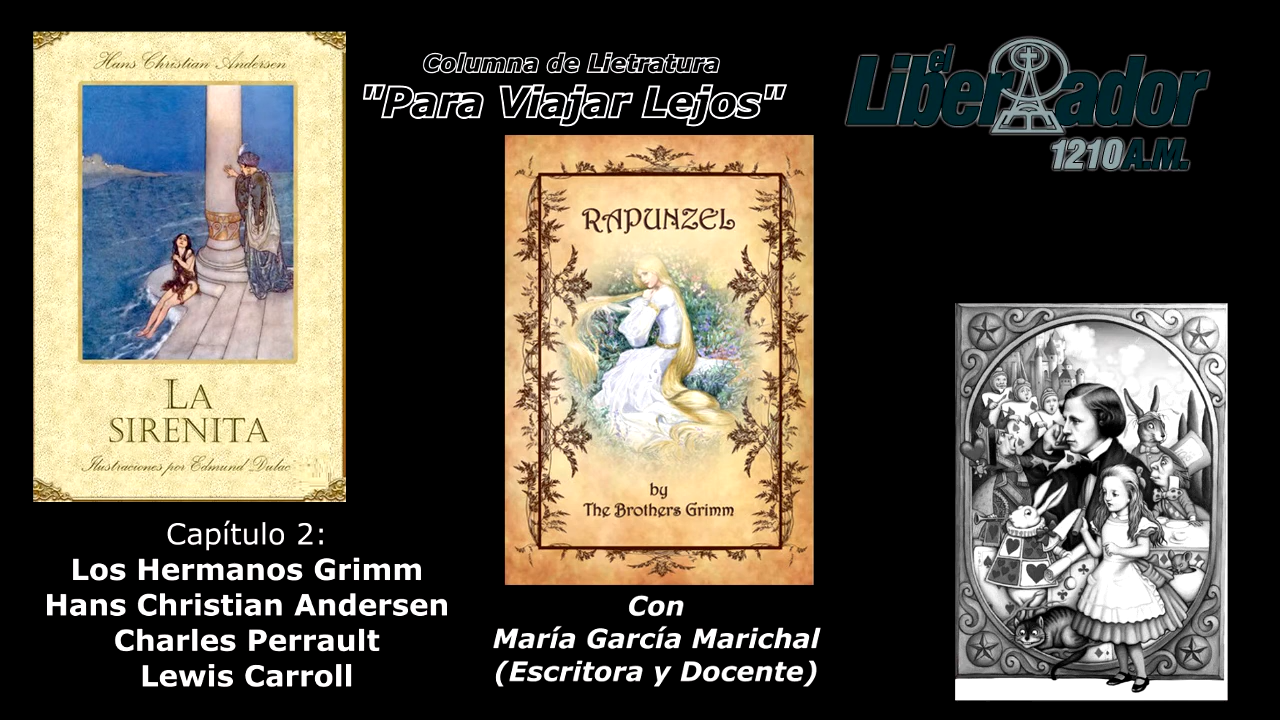 Hans Christian Andersen
LA
SIRENITA
Ilustraciones por Edmund Dulac
Capítulo 2:
Los Hermanos Grimm
Hans Christian Andersen
Charles Perrault
Lewis Carroll
Columna de Lietratura
"Para Viajar Lejos"
RAPUNZEL
by
The Brothers Grimm
Con
María García Marichal
(Escritora y Docente)
el
Libertador
1210 A.M.